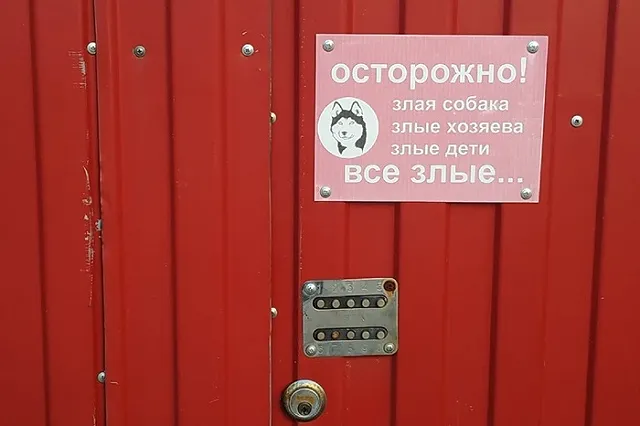 осторожно!
злая собака
злые хозяева
злые дети
все злые...